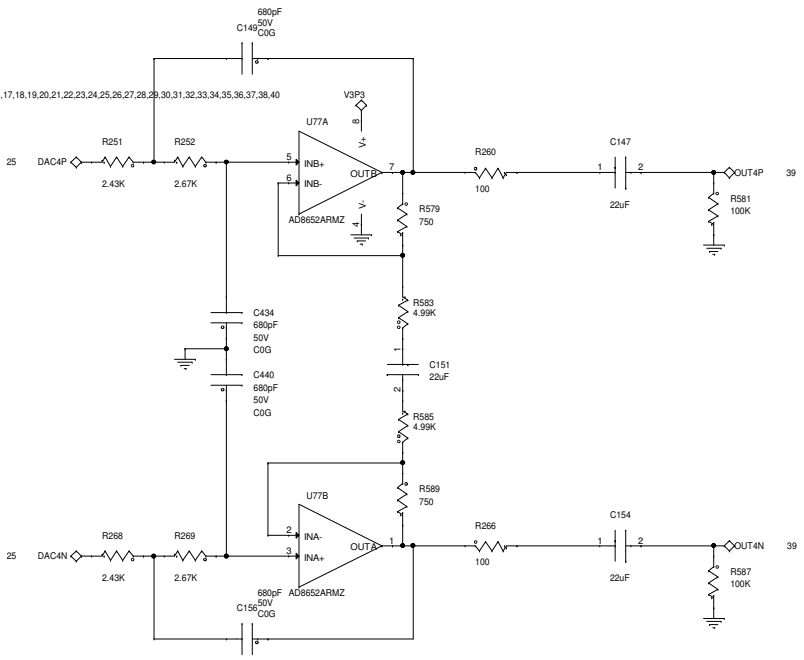 680pF
C149 50V
C0G
,17,18,19,20,21,22,23,24,25,26,27,28,29,30,31,32,33,34,35,36,37,38,40
V3P3
8
V+
U77A
25 DAC4P
R251
2.43K
R252
2.67K
5 INB+
6 INB-
OUTB 7
V-
4
AD8652ARMZ
R260
100
C147
1 2
22uF
OUT4P 39
R581
100K
R579
750
R583
4.99K
C434
680pF
50V
C0G
C440
680pF
50V
C0G
1
C151
22uF
2
R585
4.99K
R589
750
U77B
25 DAC4N
R268
2.43K
R269
2.67K
2 INA-
3 INA+
OUTA 1
AD8652ARMZ
R266
100
C154
1 2
22uF
OUT4N 39
R587
100K
680pF
C156 50V
C0G